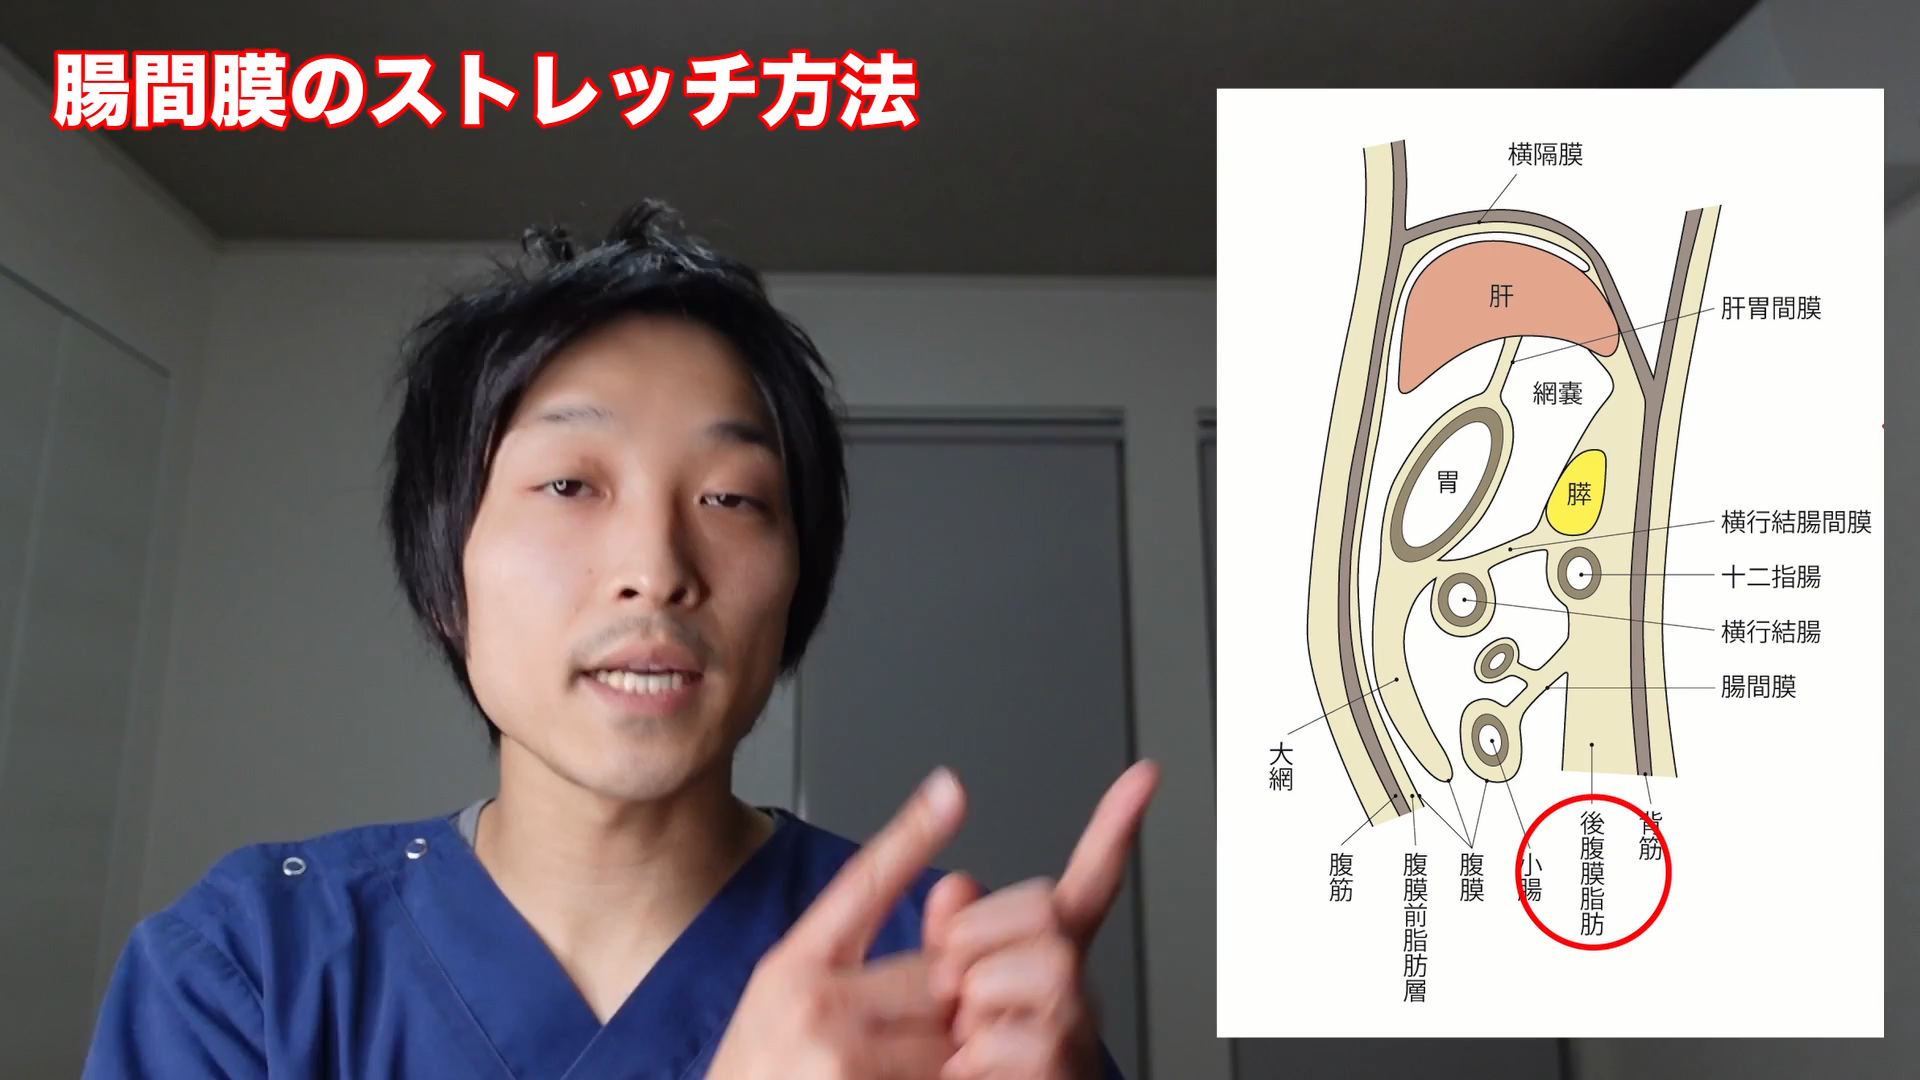 腸間膜のストレッチ方法
横隔膜
肝
肝胃間膜
網嚢
胃
膵
横行結腸間膜
十二指腸
横行結腸
腸間膜
大網
腹筋
腹膜前脂肪層
腹膜
小腸
後腹膜脂肪
背筋